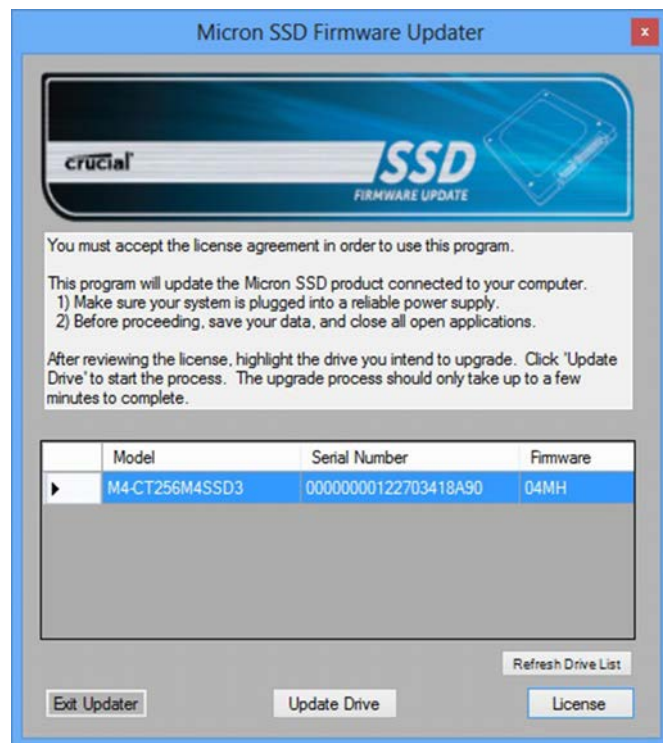 Micron SSD Firmware Updater
x
crucial
SSD
FIRMWARE UPDATE
You must accept the license agreement in order to use this program.
This program will update the Micron SSD product connected to your computer.
1) Make sure your system is plugged into a reliable power supply.
2) Before proceeding, save your data, and close all open applications.
After reviewing the license, highlight the drive you intend to upgrade. Click 'Update
Drive' to start the process. The upgrade process should only take up to a few
minutes to complete.
Model Serial Number Firmware
M4-CT256M4SSD3 00000000122703418A90 04MH
Refresh Drive List
Exit Updater Update Drive License